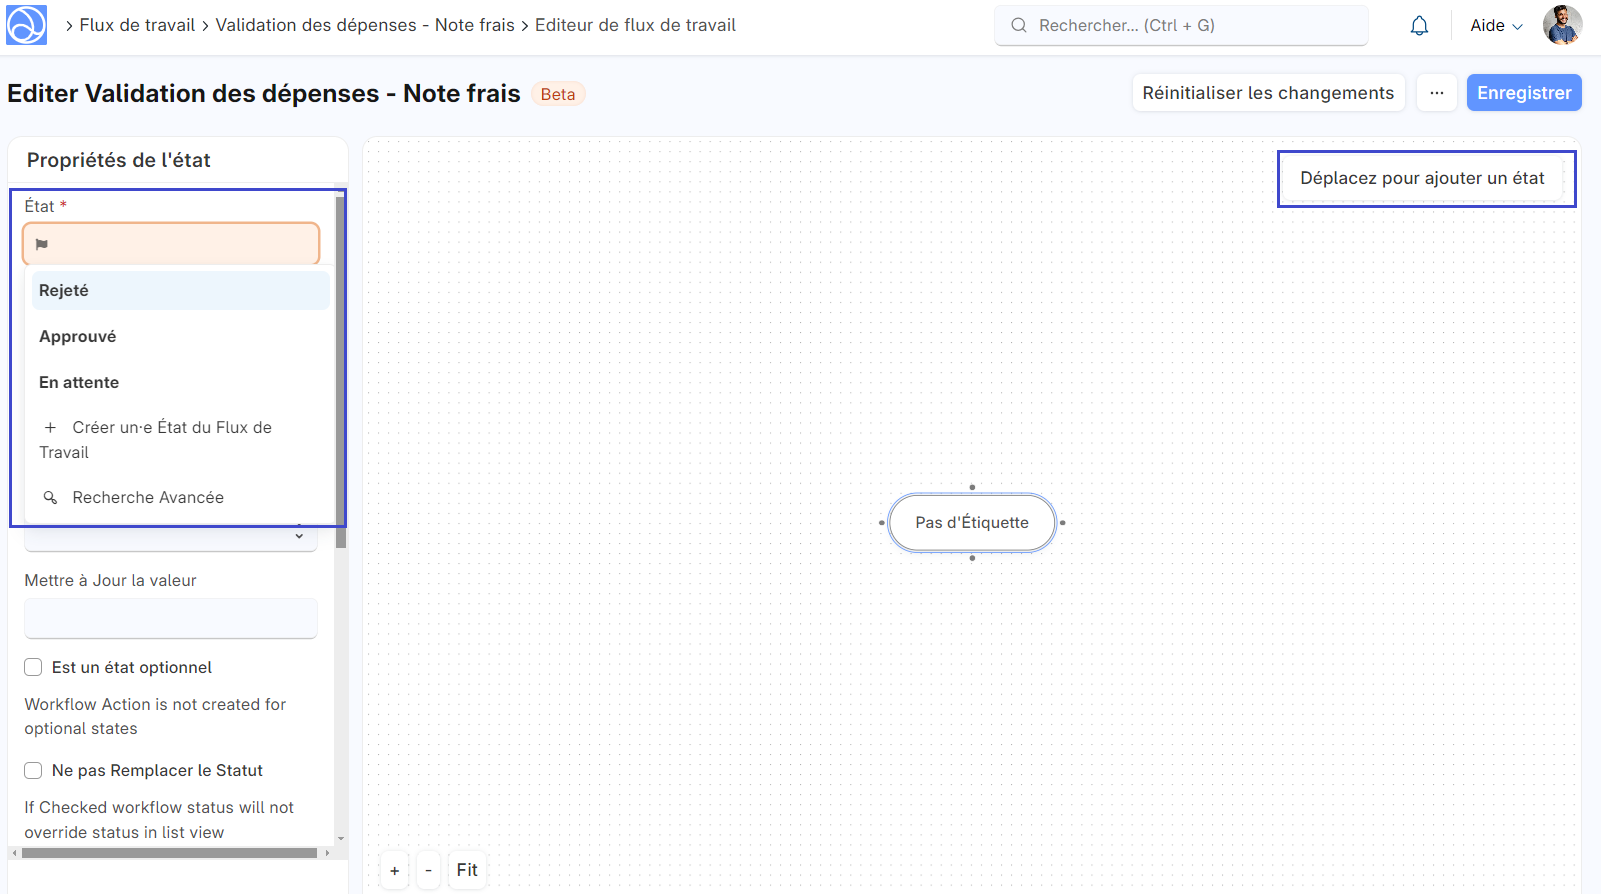 Flux de travail > Validation des dépenses - Note frais > Editeur de flux de travail
Rechercher... (Ctrl + G)
Aide
Editer Validation des dépenses - Note frais
Beta
Réinitialiser les changements
...
Enregistrer
Propriétés de l'état
Déplacez pour ajouter un état
État *
Rejeté
Approuvé
En attente
+ Créer un·e État du Flux de
Travail
Recherche Avancée
Pas d'Étiquette
Mettre à Jour la valeur
Est un état optionnel
Workflow Action is not created for
optional states
Ne pas Remplacer le Statut
If Checked workflow status will not
override status in list view
+
-
Fit